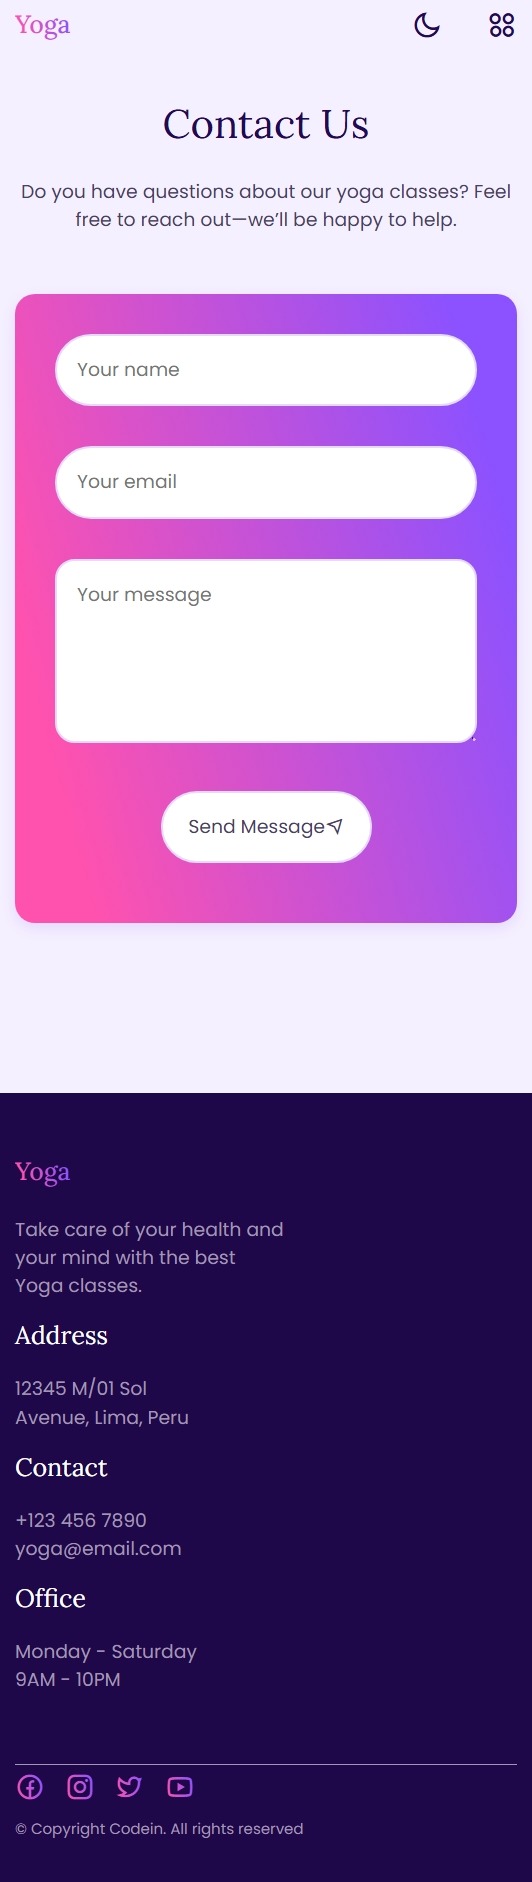 Yoga
Contact Us
Do you have questions about our yoga classes? Feel
free to reach out—we’ll be happy to help.
Your name
Your email
Your message
Send Message
Yoga
Take care of your health and
your mind with the best
Yoga classes.
Address
12345 M/01 Sol
Avenue, Lima, Peru
Contact
+123 456 7890
yoga@email.com
Office
Monday - Saturday
9AM - 10PM
© Copyright Codein. All rights reserved